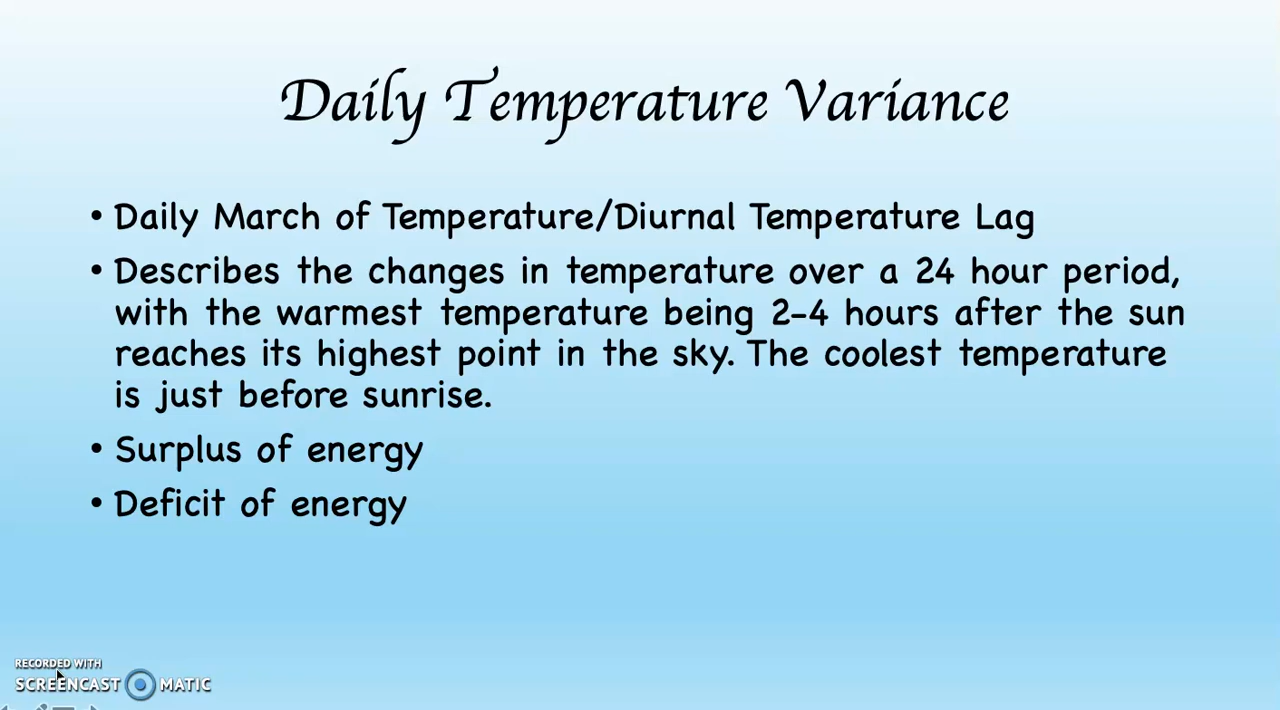 Daily Temperature Variance
• Daily March of Temperature/Diurnal Temperature Lag
• Describes the changes in temperature over a 24 hour period,
with the warmest temperature being 2-4 hours after the sun
reaches its highest point in the sky. The coolest temperature
is just before sunrise.
• Surplus of energy
• Deficit of energy
RECORDED WITH
SCREENCAST MATIC